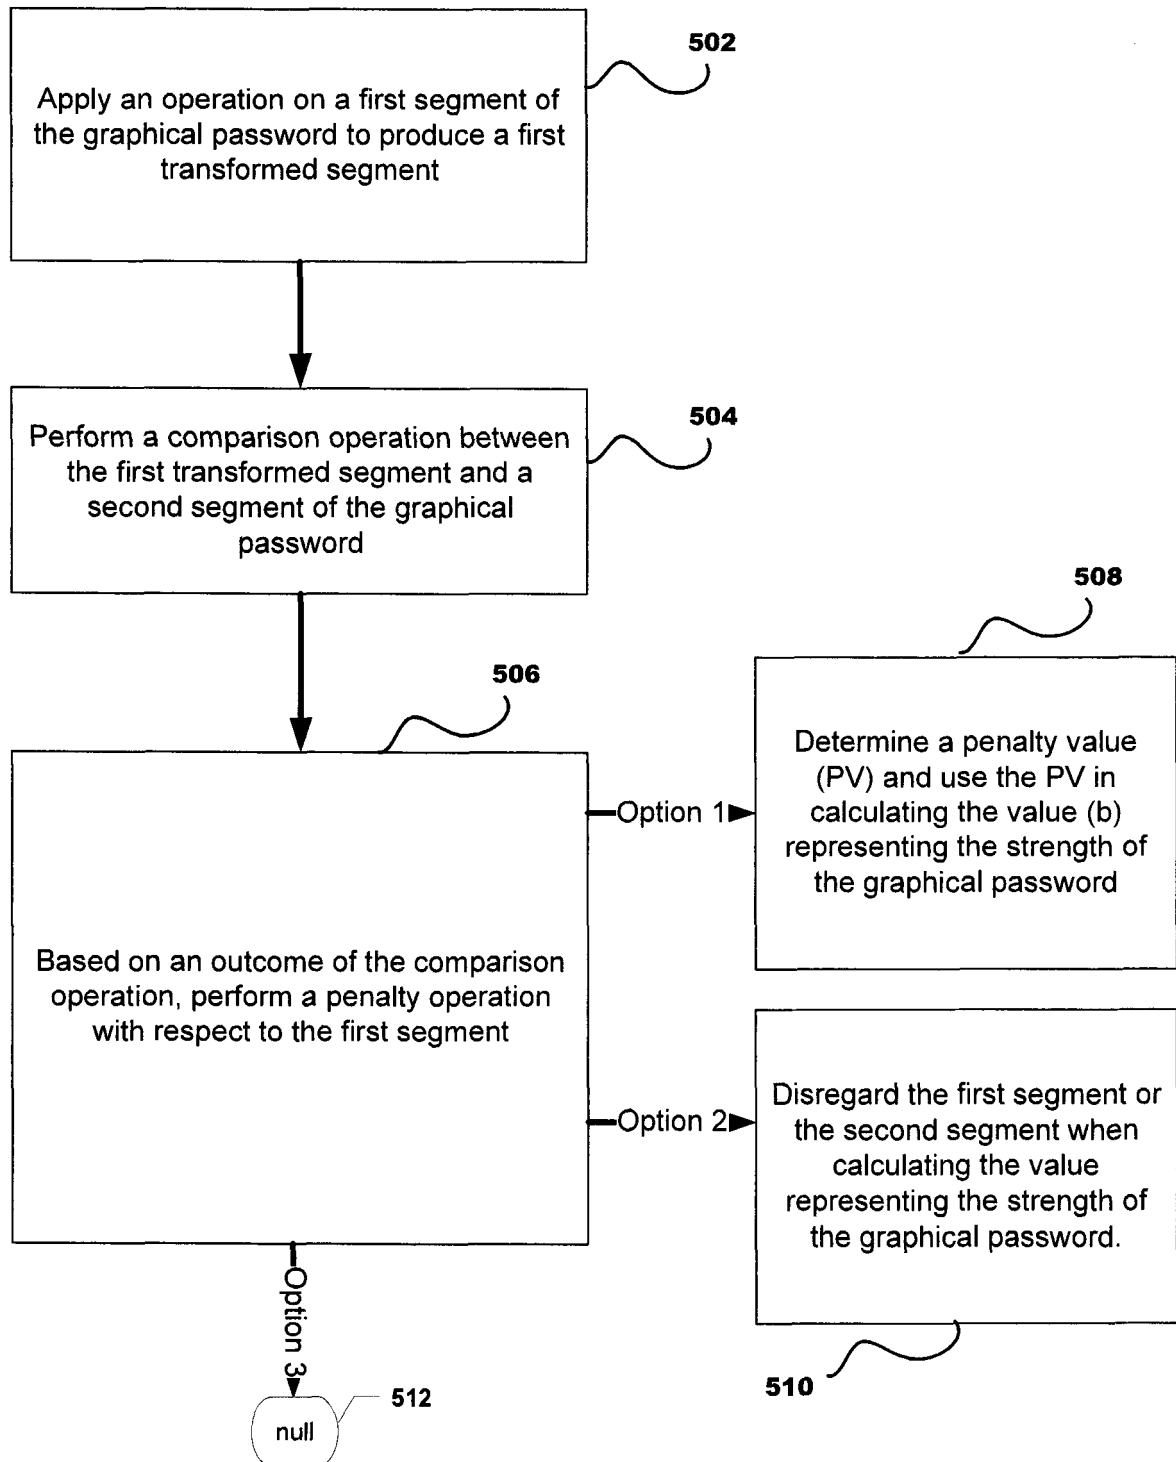 502
Apply an operation on a first segment of
the graphical password to produce a first
transformed segment
504
Perform a comparison operation between
the first transformed segment and a
second segment of the graphical
password
506
Based on an outcome of the comparison
operation, perform a penalty operation
with respect to the first segment
Option 1
508
Determine a penalty value
(PV) and use the PV in
calculating the value (b)
representing the strength of
the graphical password
Option 2
Disregard the first segment or
the second segment when
calculating the value
representing the strength of
the graphical password.
510
Option 3
512
null